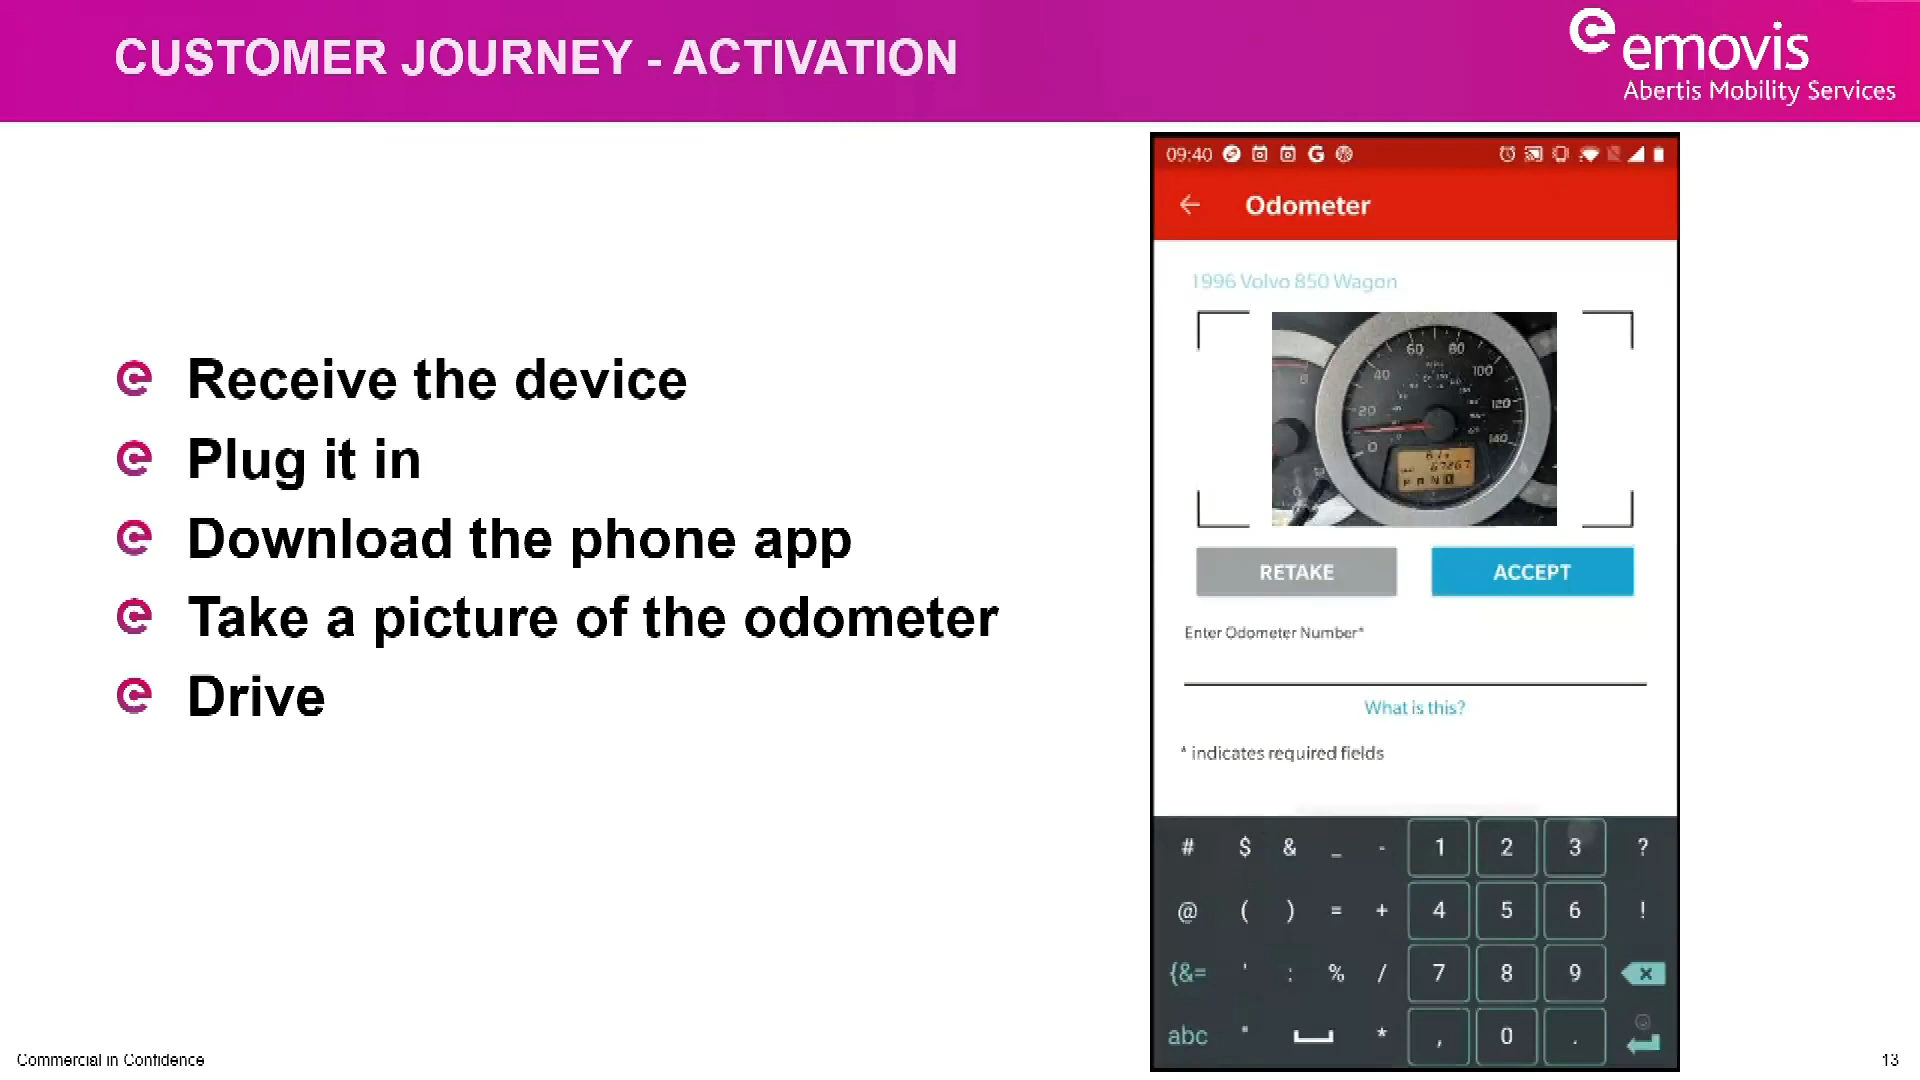 CUSTOMER JOURNEY - ACTIVATION
emovis
Abertis Mobility Services
Receive the device
Plug it in
Download the phone app
Take a picture of the odometer
Drive
09:40
Odometer
1996 Volvo 850 Wagon
60 80
40 100
20 120
0 140
RETAKE ACCEPT
Enter Odometer Number*
What is this?
* indicates required fields
# $ & _ - 1 2 3 ?
@ ( ) = + 4 5 6 !
{&= ' : % / 7 8 9
abc " * , 0 .
Commercial in Confidence
13